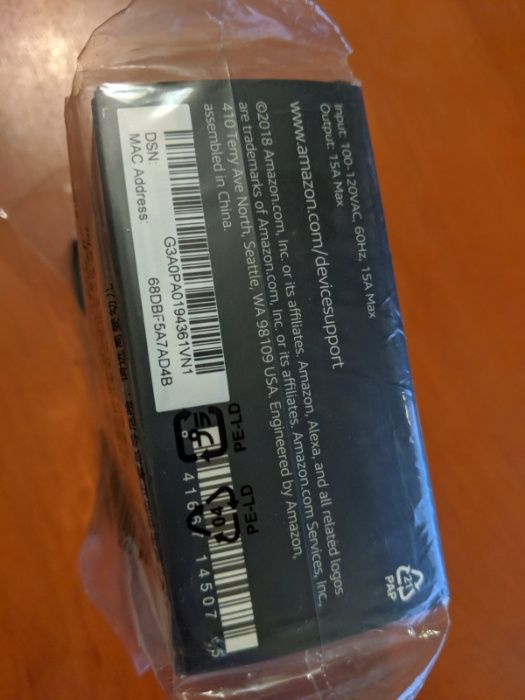 Input: 100-120VAC, 60Hz, 15A Max
Output: 15A Max
www.amazon.com/devicesupport
©2018 Amazon.com, Inc. or its affiliates. Amazon, Alexa, and all related logos
are trademarks of Amazon.com, Inc. or its affiliates. Amazon.com Services, Inc.,
410 Terry Ave North, Seattle, WA 98109 USA. Engineered by Amazon,
assembled in China.
DSN:
G3A0PA0194361VN1
MAC Address:
68DBF5A7AD4B
PE-LD
04
PE-LD
14507
21
PAP